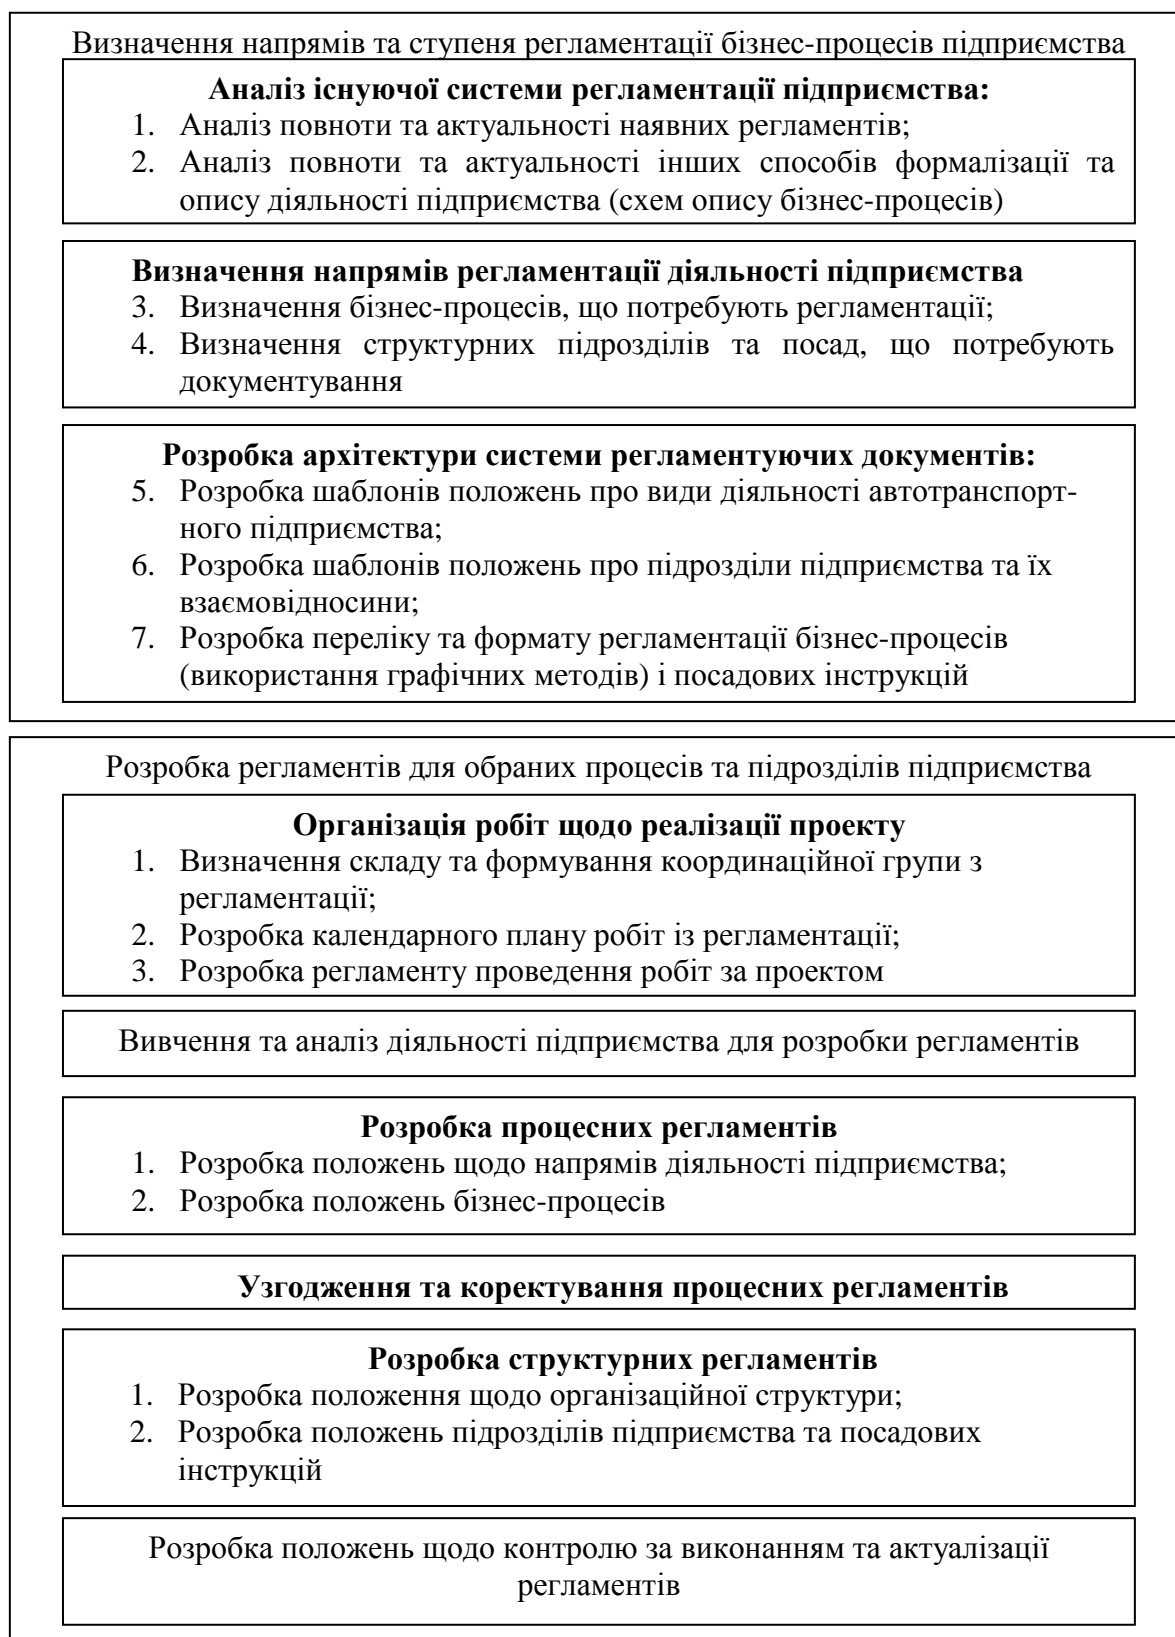 Визначення напрямів та ступеня регламентації бізнес-процесів підприємства
Аналіз існуючої системи регламентації підприємства:
1. Аналіз повноти та актуальності наявних регламентів;
2. Аналіз повноти та актуальності інших способів формалізації та
опису діяльності підприємства (схем опису бізнес-процесів)
Визначення напрямів регламентації діяльності підприємства
3. Визначення бізнес-процесів, що потребують регламентації;
4. Визначення структурних підрозділів та посад, що потребують
документування
Розробка архітектури системи регламентуючих документів:
5. Розробка шаблонів положень про види діяльності автотранспорт-
ного підприємства;
6. Розробка шаблонів положень про підрозділи підприємства та їх
взаємовідносини;
7. Розробка переліку та формату регламентації бізнес-процесів
(використання графічних методів) і посадових інструкцій
Розробка регламентів для обраних процесів та підрозділів підприємства
Організація робіт щодо реалізації проекту
1. Визначення складу та формування координаційної групи з
регламентації;
2. Розробка календарного плану робіт із регламентації;
3. Розробка регламенту проведення робіт за проектом
Вивчення та аналіз діяльності підприємства для розробки регламентів
Розробка процесних регламентів
1. Розробка положень щодо напрямів діяльності підприємства;
2. Розробка положень бізнес-процесів
Узгодження та коректування процесних регламентів
Розробка структурних регламентів
1. Розробка положення щодо організаційної структури;
2. Розробка положень підрозділів підприємства та посадових
інструкцій
Розробка положень щодо контролю за виконанням та актуалізації
регламентів